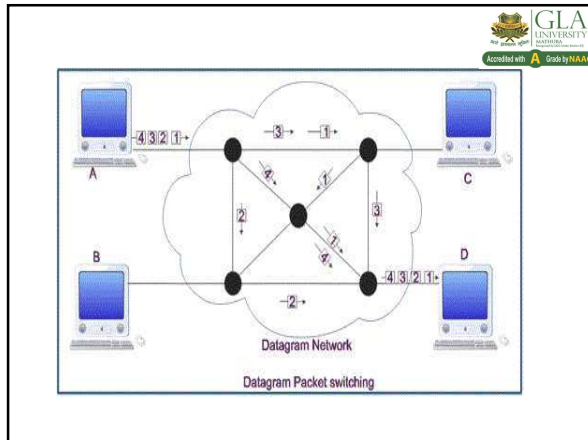 GLA
UNIVERSITY
MATHURA
Accredited with A Grade by NAAC
4 3 2 1
3 1
A
C
4
1
2
3
1
4
B
D
4 3 2 1
2
Datagram Network
Datagram Packet switching